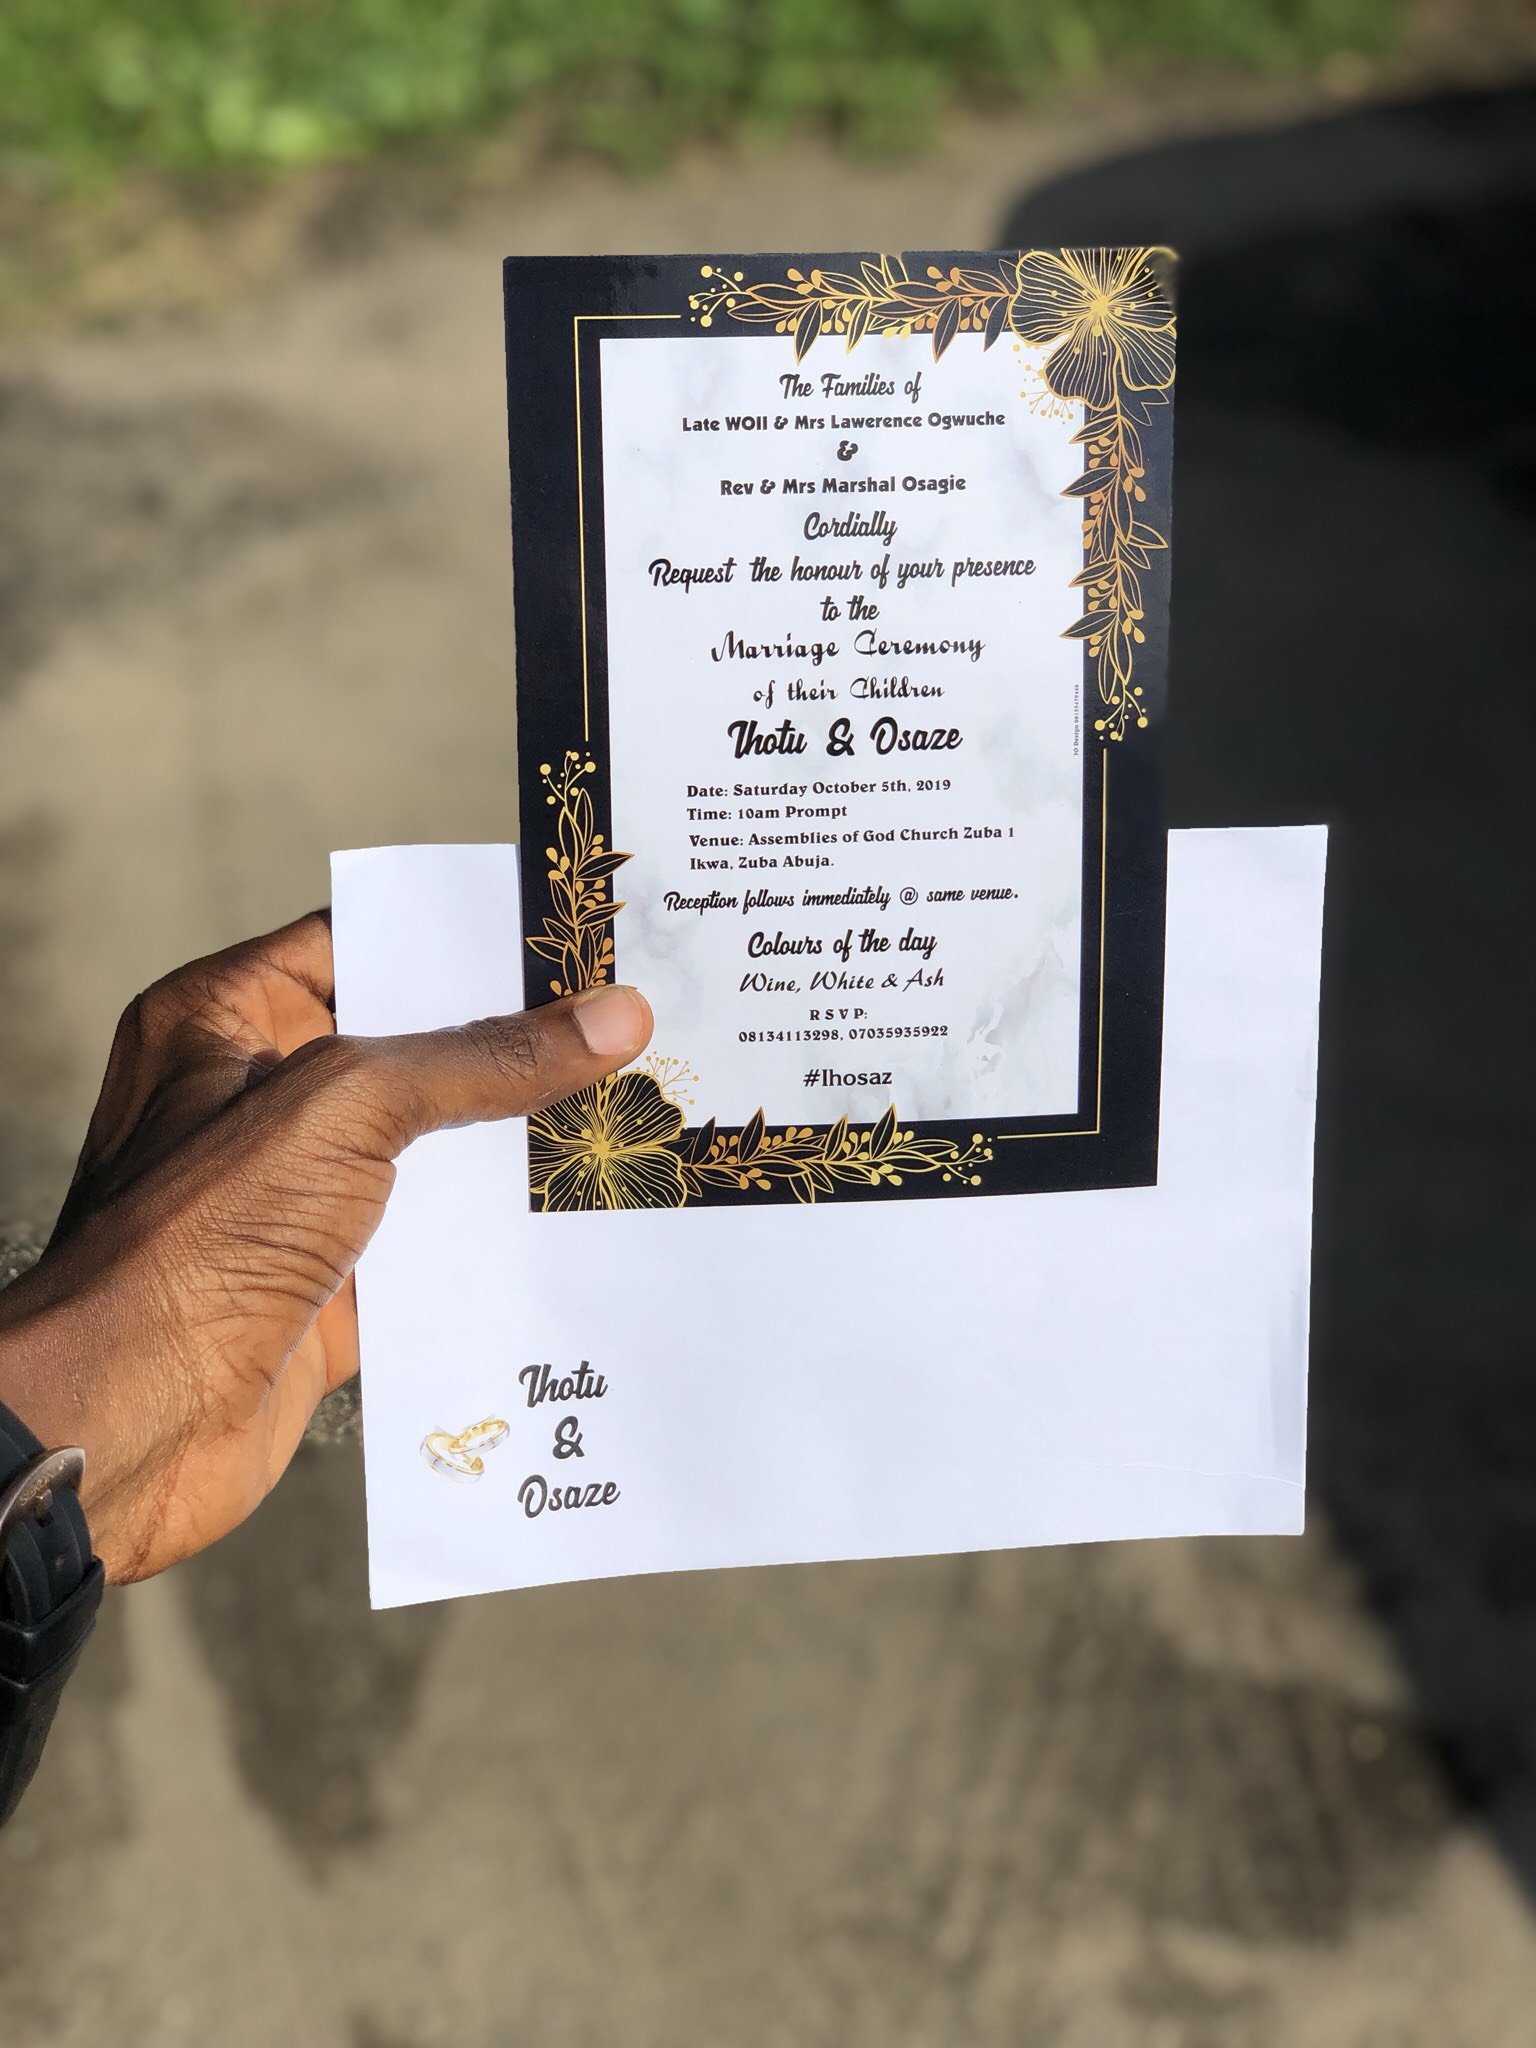 The Families of
Late WOII & Mrs Lawerence Ogwuche
&
Rev & Mrs Marshal Osagie
Cordially
Request the honour of your presence
to the
Marriage Ceremony
of their Children
Ihotu & Osaze
Date: Saturday October 5th, 2019
Time: 10am Prompt
Venue: Assemblies of God Church Zuba 1
Ikwa, Zuba Abuja.
Reception follows immediately @ same venue.
Colours of the day
Wine, White & Ash
R S V P:
08134113298, 07035935922
#Ihosaz
Ihotu
&
Osaze